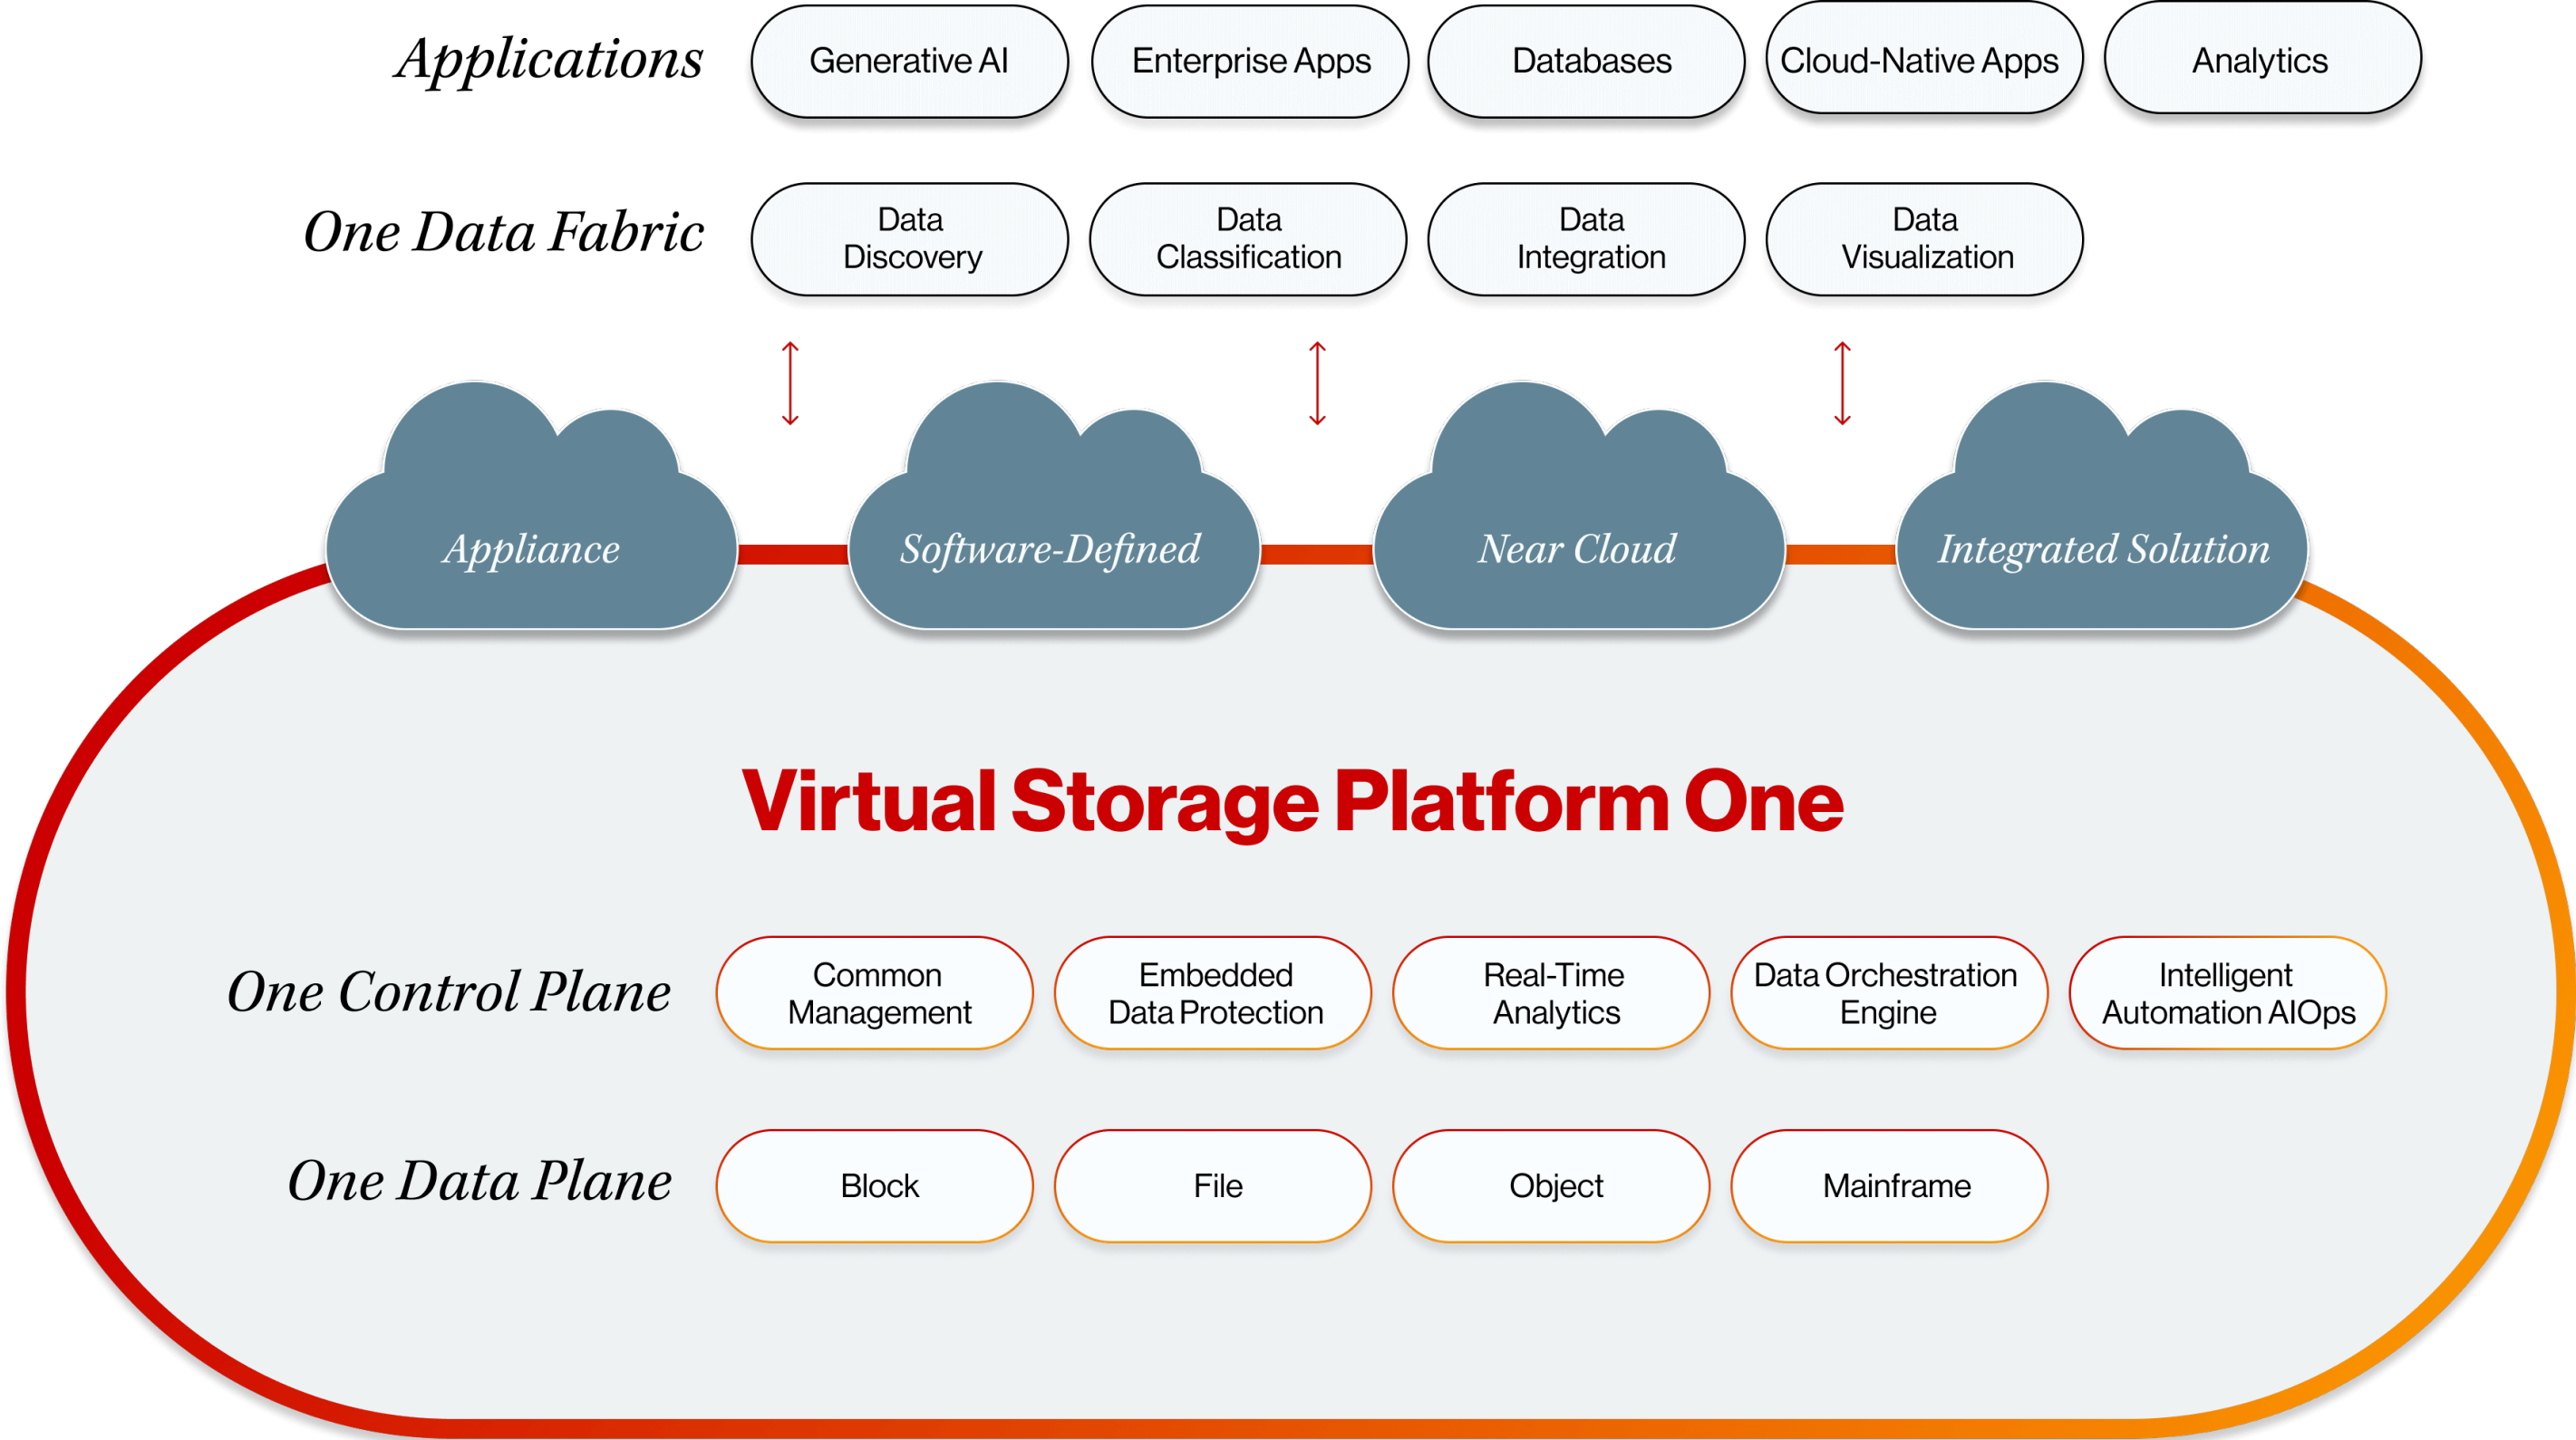 Applications
Generative AI
Enterprise Apps
Databases
Cloud-Native Apps
Analytics
One Data Fabric
Data
Discovery
Data
Classification
Data
Integration
Data
Visualization
Appliance
Software-Defined
Near Cloud
Integrated Solution
Virtual Storage Platform One
One Control Plane
Common
Management
Embedded
Data Protection
Real-Time
Analytics
Data Orchestration
Engine
Intelligent
Automation AIOps
One Data Plane
Block
File
Object
Mainframe